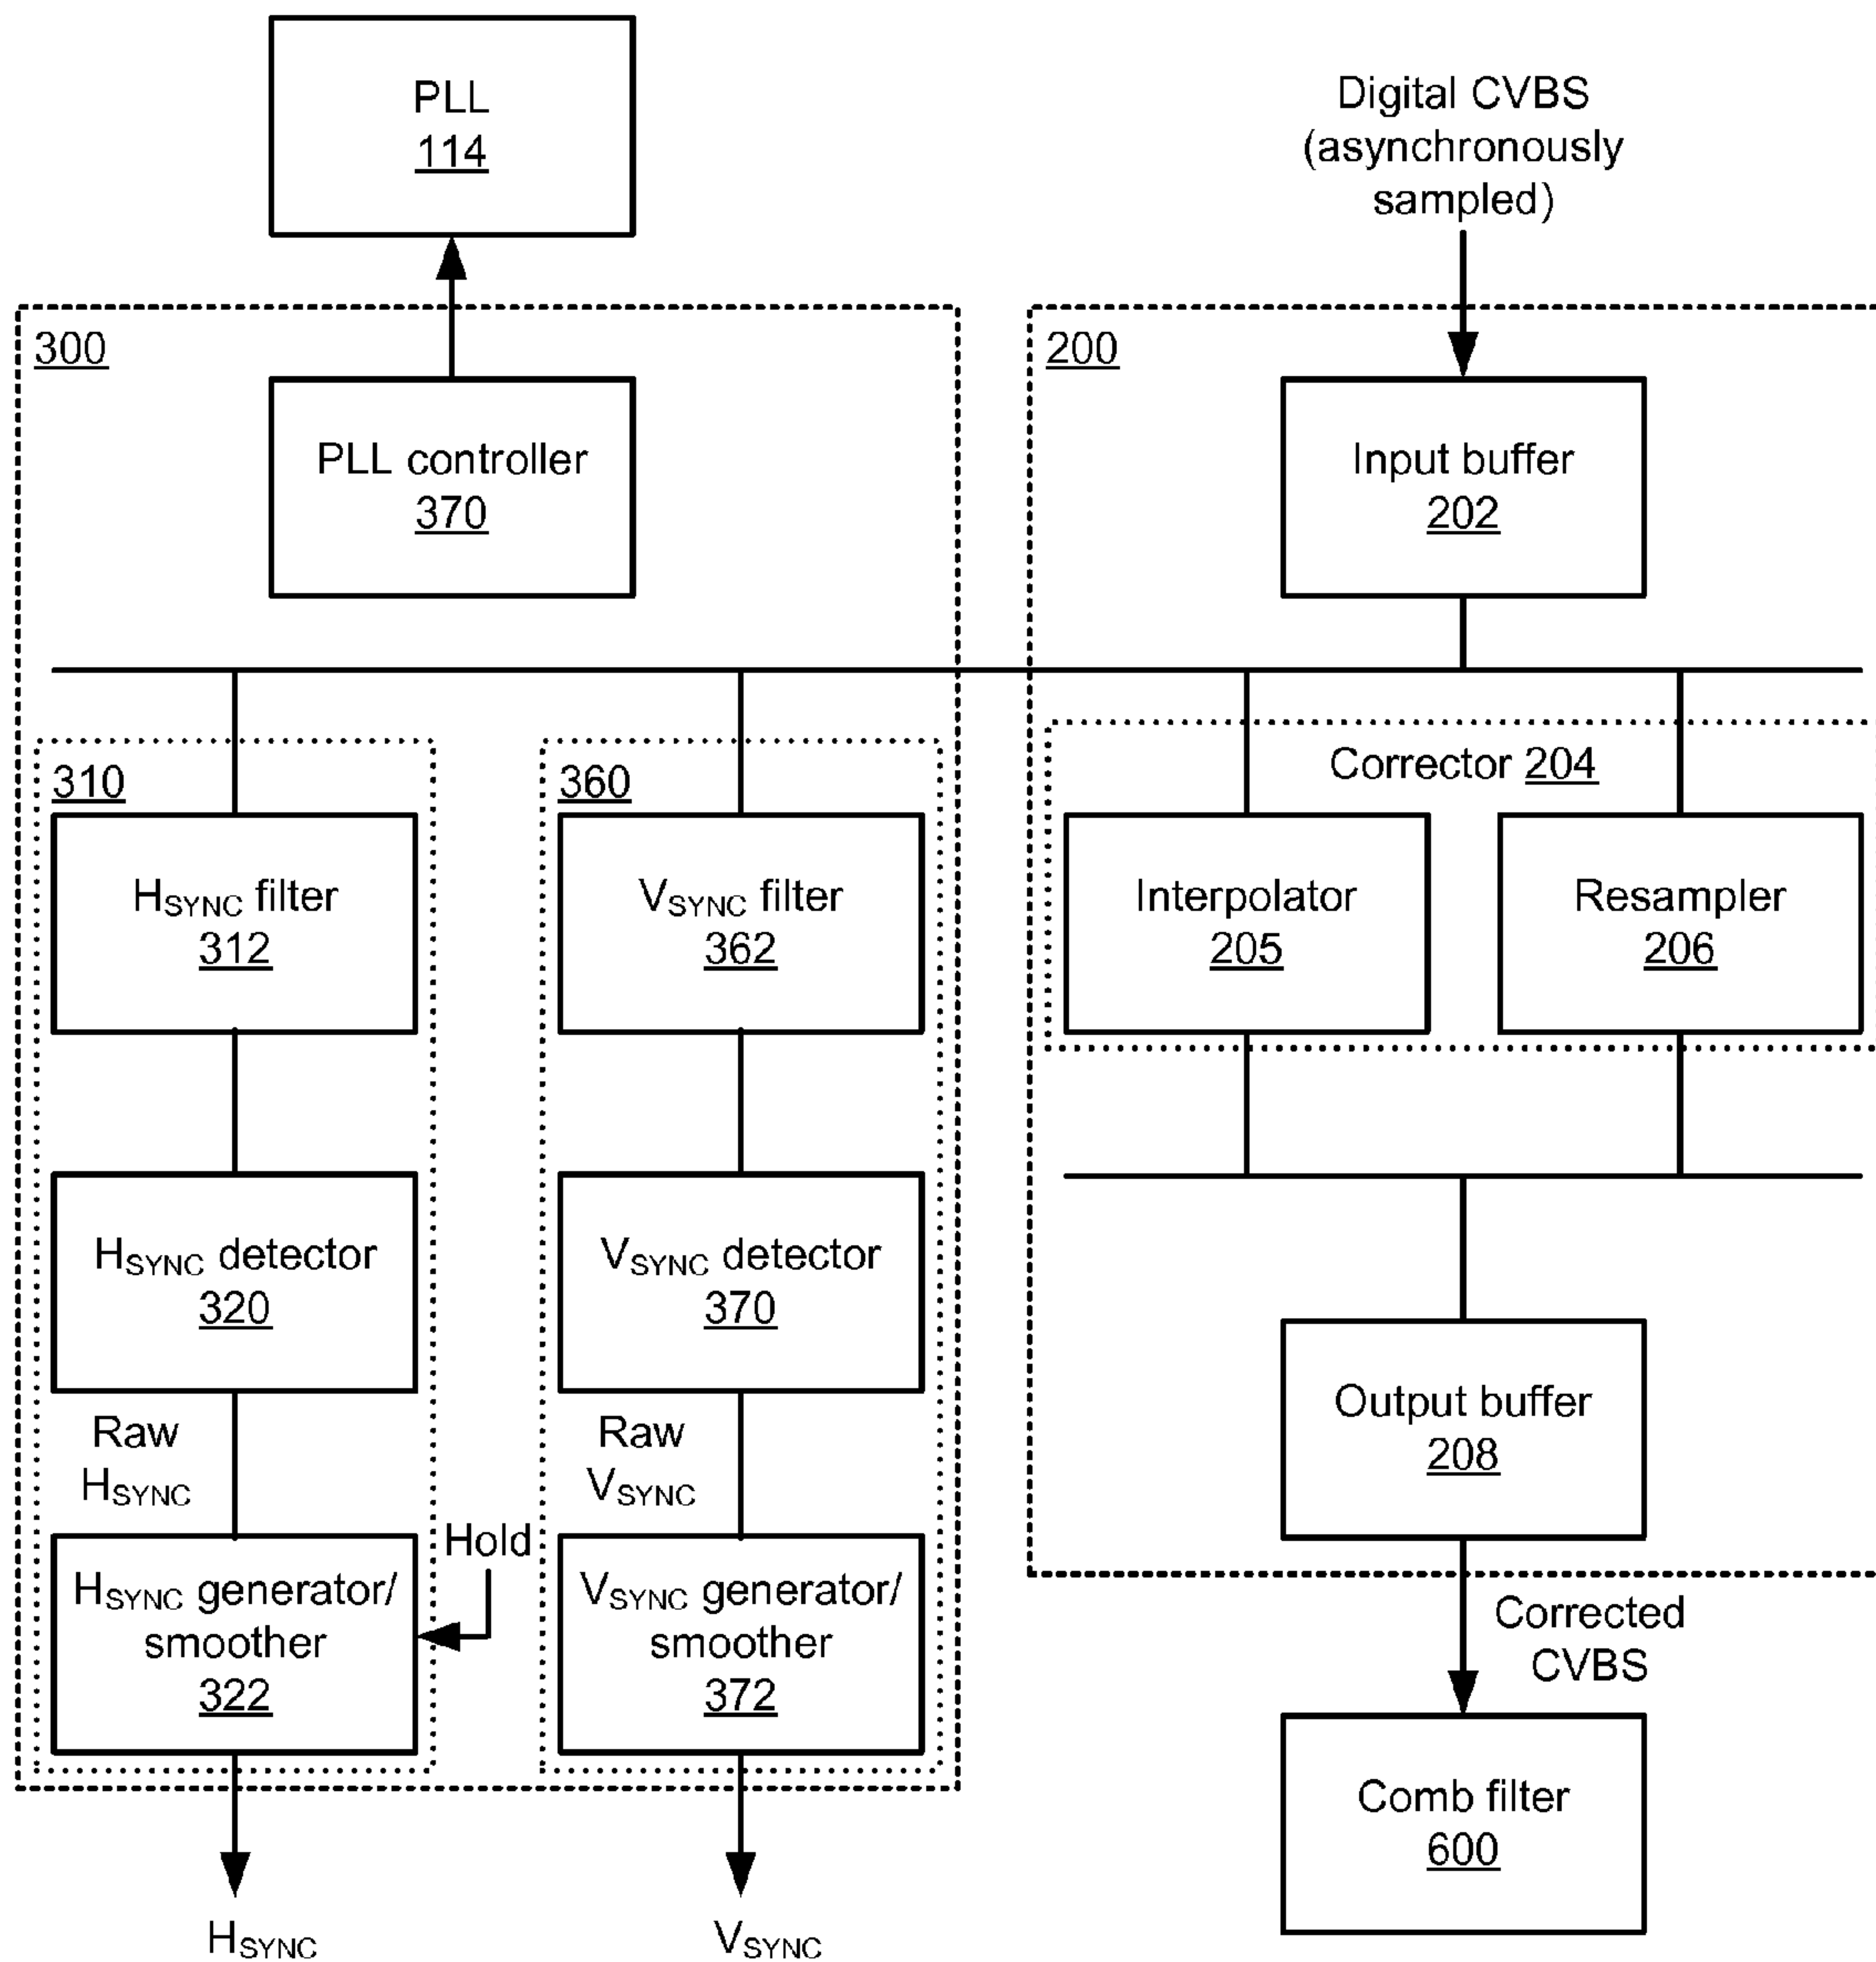 PLL
114
Digital CVBS
(asynchronously
sampled)
300
PLL controller
370
200
Input buffer
202
310
HSYNC filter
312
360
VSYNC filter
362
Corrector 204
Interpolator
205
Resampler
206
HSYNC detector
320
VSYNC detector
370
Raw
HSYNC
Raw
VSYNC
Output buffer
208
Hold
HSYNC generator/
smoother
322
VSYNC generator/
smoother
372
Corrected
CVBS
Comb filter
600
HSYNC
VSYNC